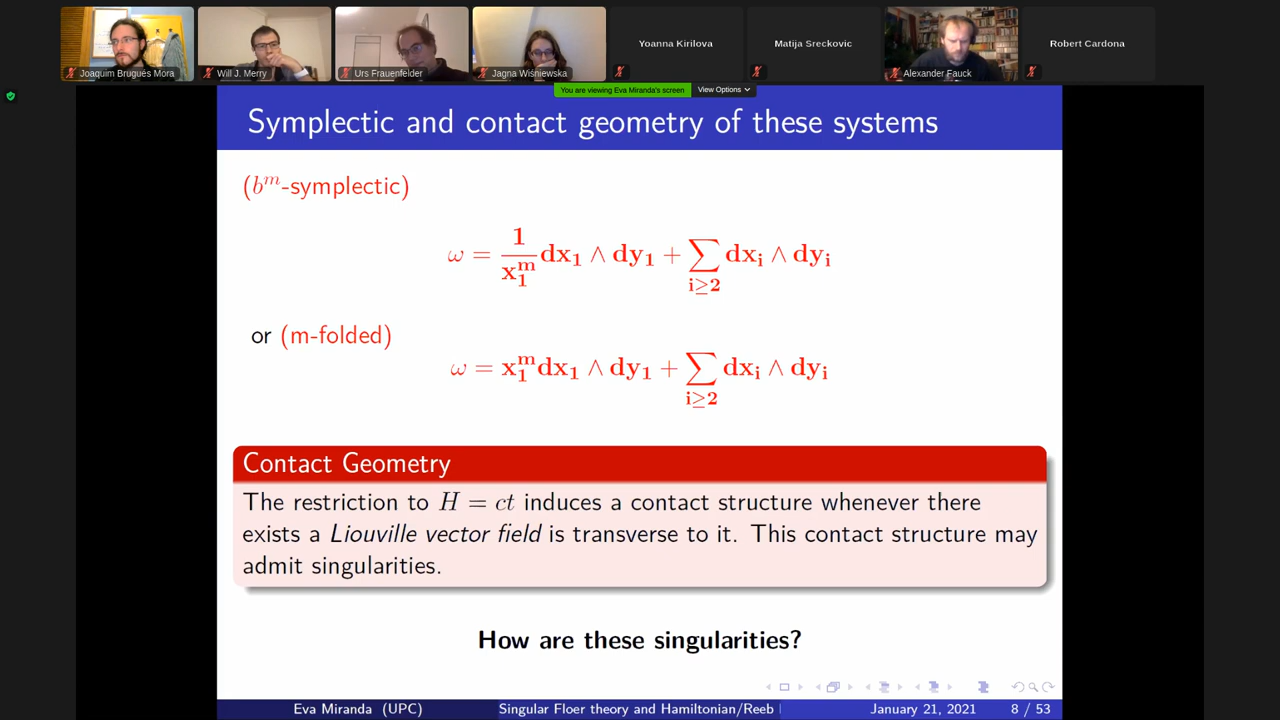 Joaquim Brugués Mora
Will J. Merry
Urs Frauenfelder
Jagna Wiśniewska
Yoanna Kirilova
Matija Sreckovic
Alexander Fauck
Robert Cardona
You are viewing Eva Miranda's screen
View Options
Symplectic and contact geometry of these systems
(b^m-symplectic)
ω = 1/x_1^m dx_1 ∧ dy_1 + ∑_{i≥2} dx_i ∧ dy_i
or (m-folded)
ω = x_1^m dx_1 ∧ dy_1 + ∑_{i≥2} dx_i ∧ dy_i
Contact Geometry
The restriction to H = ct induces a contact structure whenever there
exists a Liouville vector field is transverse to it. This contact structure may
admit singularities.
How are these singularities?
Eva Miranda (UPC)
Singular Floer theory and Hamiltonian/Reeb
January 21, 2021
8 / 53